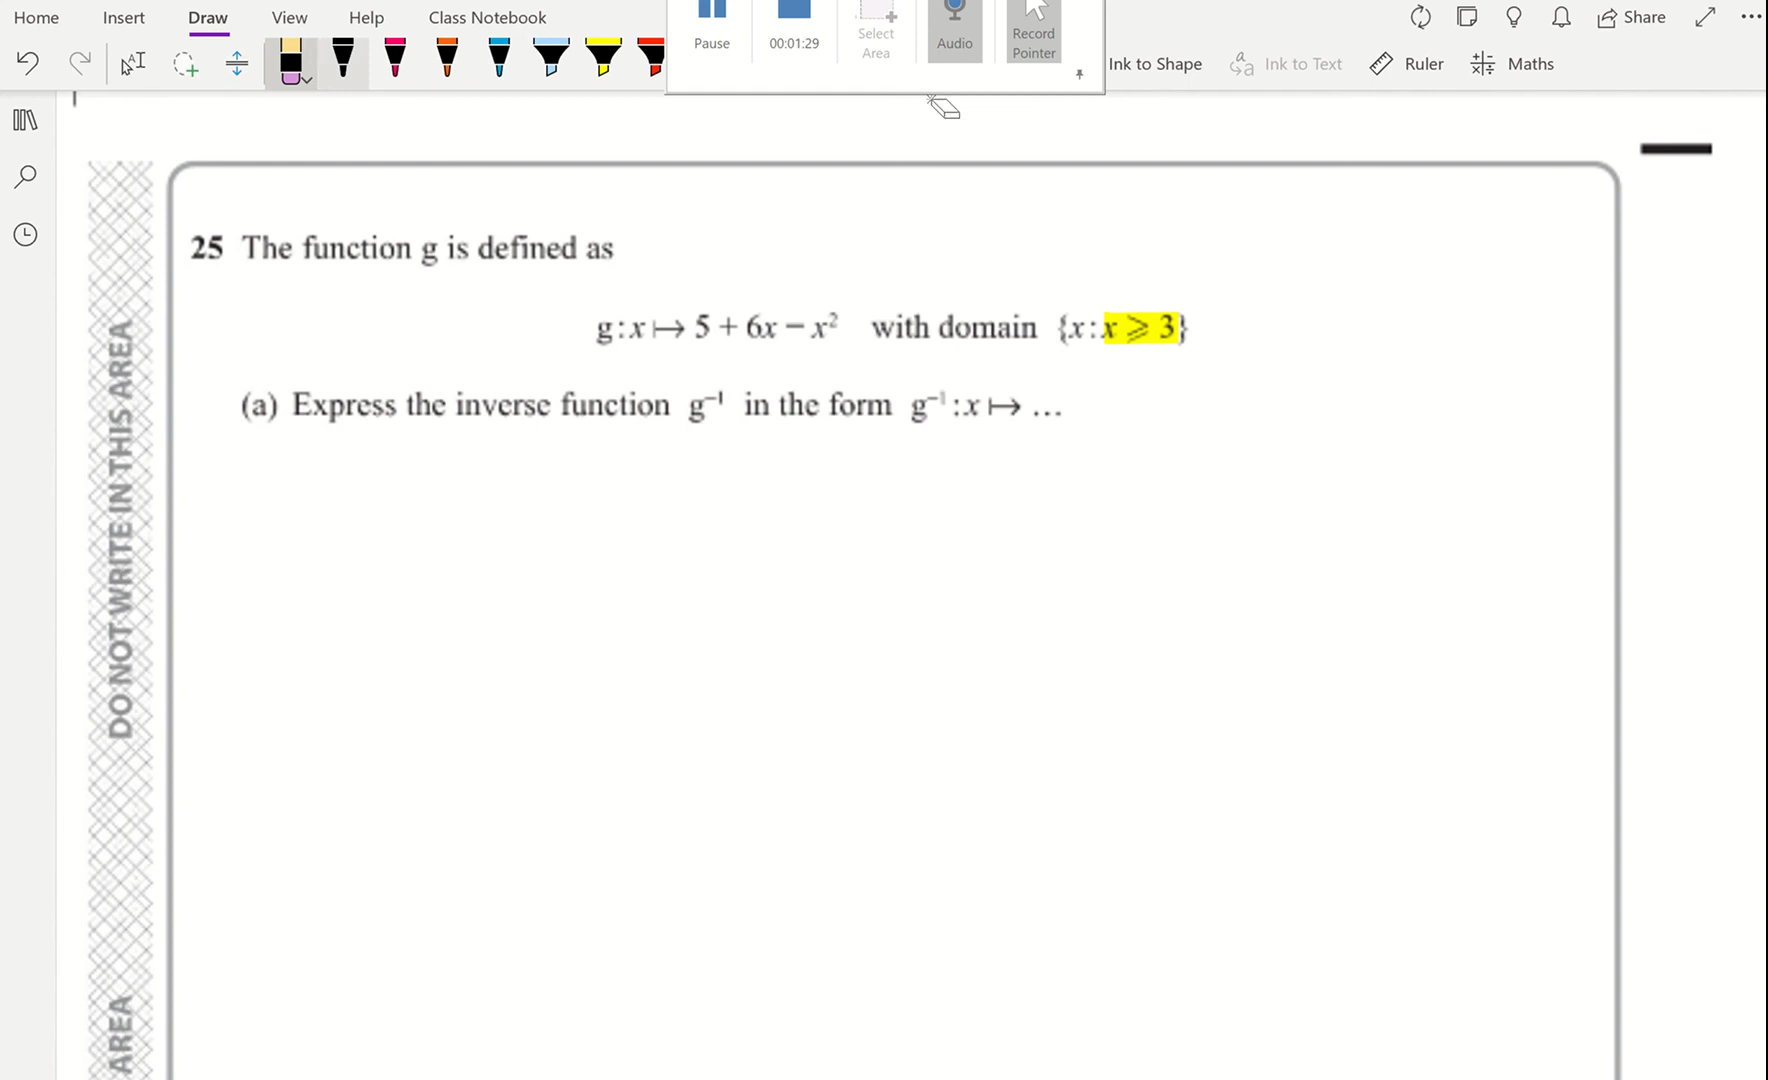 Home Insert Draw View Help Class Notebook
Share
Pause 00:01:29 Select Area Audio Record Pointer
Ink to Shape Ink to Text Ruler Maths
25 The function g is defined as
g : x ↦ 5 + 6x − x² with domain {x : x ⩾ 3}
(a) Express the inverse function g⁻¹ in the form g⁻¹ : x ↦ ...
DO NOT WRITE IN THIS AREA
AREA